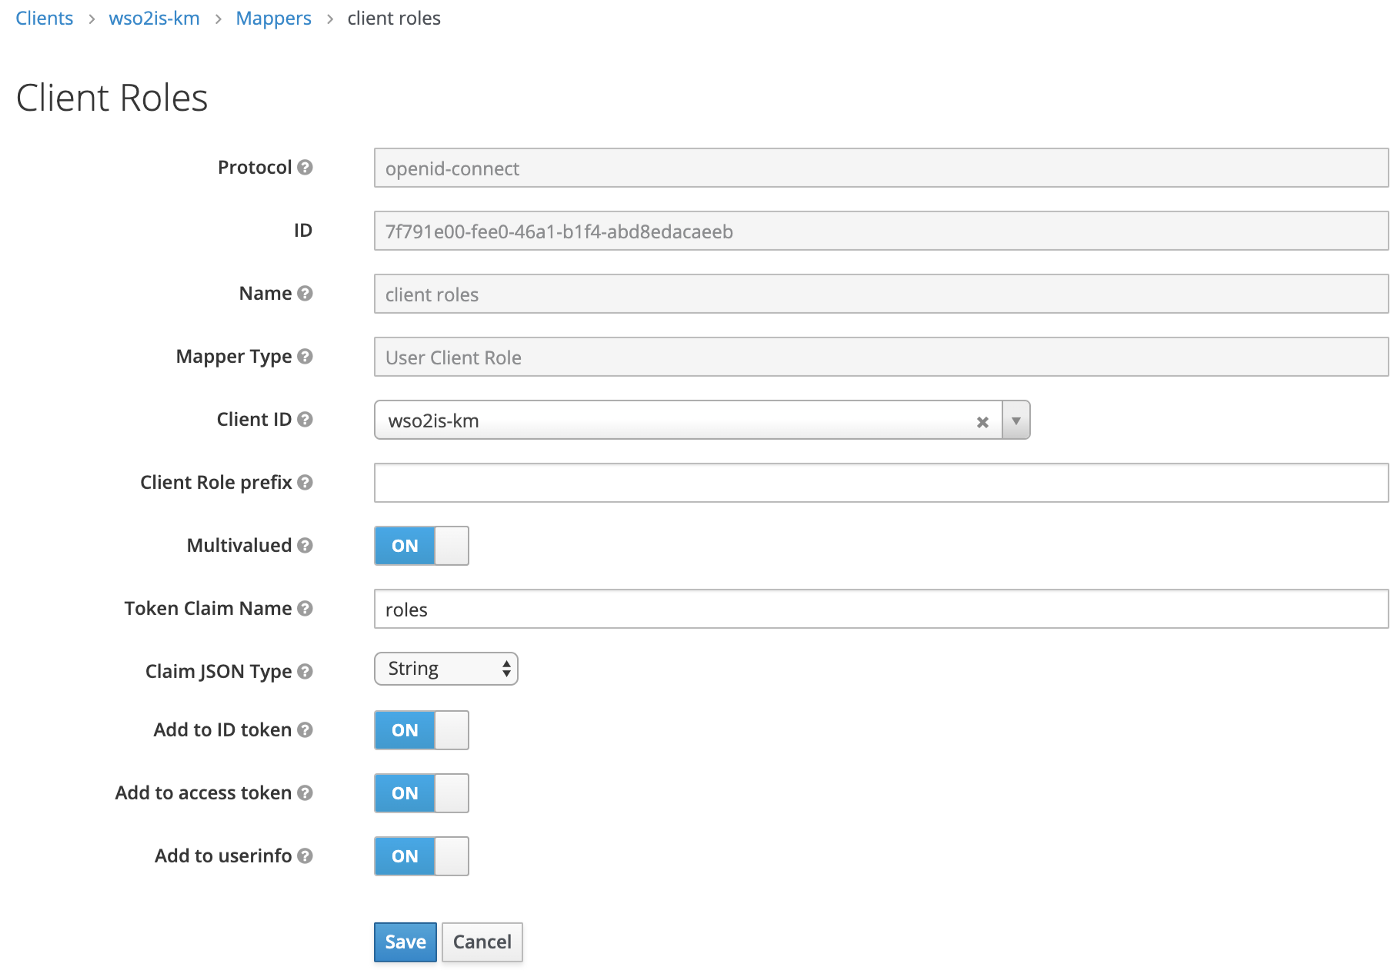 Clients > wso2is-km > Mappers > client roles
Client Roles
Protocol ? openid-connect
ID 7f791e00-fee0-46a1-b1f4-abd8edacaeeb
Name ? client roles
Mapper Type ? User Client Role
Client ID ? wso2is-km
Client Role prefix ?
Multivalued ? ON
Token Claim Name ? roles
Claim JSON Type ? String
Add to ID token ? ON
Add to access token ? ON
Add to userinfo ? ON
Save Cancel